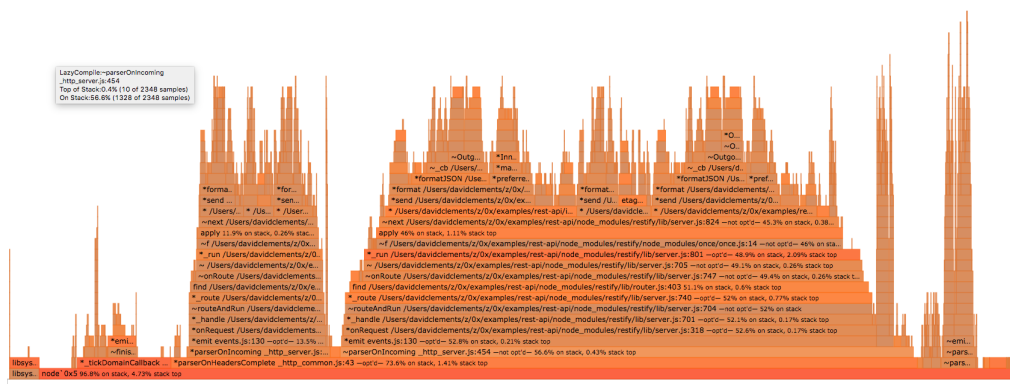 LazyCompile:~parserOnIncoming
_http_server.js:454
Top of Stack:0.4% (10 of 2348 samples)
On Stack:56.6% (1328 of 2348 samples)
*O..
~O..
~Outg... *Inn.. ~Outgo...
~_cb /Users/... *ma... ~_cb /Users/d...
*formatJSON /Use... *preferre.. *formatJSON /Us... *pref...
*forma.. *for... *format /Users/davidclements/z/0x/... *format... *format /Users/davidclements/z/0x/...
*send ... *sen... *send /Users/davidclements/z/0x/ex... *send /U... etag... *send /Users/davidclements/z/0x/ex...
* /Users/.. * /Us... * /User... * /Users/davidclements/z/0x/examples/rest-api/i... * /Users/dav... * /Users/davidclements/z/0x/examples/re...
~next /Users/davidclements/... ~next /Users/davidclements/z/0x/examples/rest-api/node_modules/restify/lib/server.js:824 —not opt'd— 45.3% on stack, 0.38...
apply 11.9% on stack, 0.26% stac... apply 46% on stack, 1.11% stack top
~f /Users/davidclements/z/0x... ~f /Users/davidclements/z/0x/examples/rest-api/node_modules/restify/node_modules/once/once.js:14 —not opt'd— 46% on sta...
*_run /Users/davidclements/z/0... *_run /Users/davidclements/z/0x/examples/rest-api/node_modules/restify/lib/server.js:801 —opt'd— 48.9% on stack, 2.09% stack top
~ /Users/davidclements/z/0x/e... ~ /Users/davidclements/z/0x/examples/rest-api/node_modules/restify/lib/server.js:705 —not opt'd— 49.1% on stack, 0.26% stack top
~onRoute /Users/davidclements/... ~onRoute /Users/davidclements/z/0x/examples/rest-api/node_modules/restify/lib/server.js:747 —not opt'd— 49.4% on stack, 0.26% stack t...
find /Users/davidclements/z/0x/e... find /Users/davidclements/z/0x/examples/rest-api/node_modules/restify/lib/router.js:403 51.1% on stack, 0.6% stack top
*_route /Users/davidclements/z/0... *_route /Users/davidclements/z/0x/examples/rest-api/node_modules/restify/lib/server.js:740 —opt'd— 52% on stack, 0.77% stack top
~routeAndRun /Users/davidcleme... ~routeAndRun /Users/davidclements/z/0x/examples/rest-api/node_modules/restify/lib/server.js:704 —not opt'd— 52% on stack
*_handle /Users/davidclements/z/... *_handle /Users/davidclements/z/0x/examples/rest-api/node_modules/restify/lib/server.js:701 —opt'd— 52.1% on stack, 0.17% stack top
*emi... *onRequest /Users/davidclement... *onRequest /Users/davidclements/z/0x/examples/rest-api/node_modules/restify/lib/server.js:318 —opt'd— 52.6% on stack, 0.17% stack top
*emi... *emit events.js:130 —opt'd— 13.5%... *emit events.js:130 —opt'd— 52.8% on stack, 0.21% stack top ~emi...
~finis.. *parserOnIncoming _http_server.js:... ~parserOnIncoming _http_server.js:454 —not opt'd— 56.6% on stack, 0.43% stack top ~pars...
libsys.. *_tickDomainCallback ... *parserOnHeadersComplete _http_common.js:43 —opt'd— 73.6% on stack, 1.41% stack top ~pars...
libsys... node`0x5 96.8% on stack, 4.73% stack top